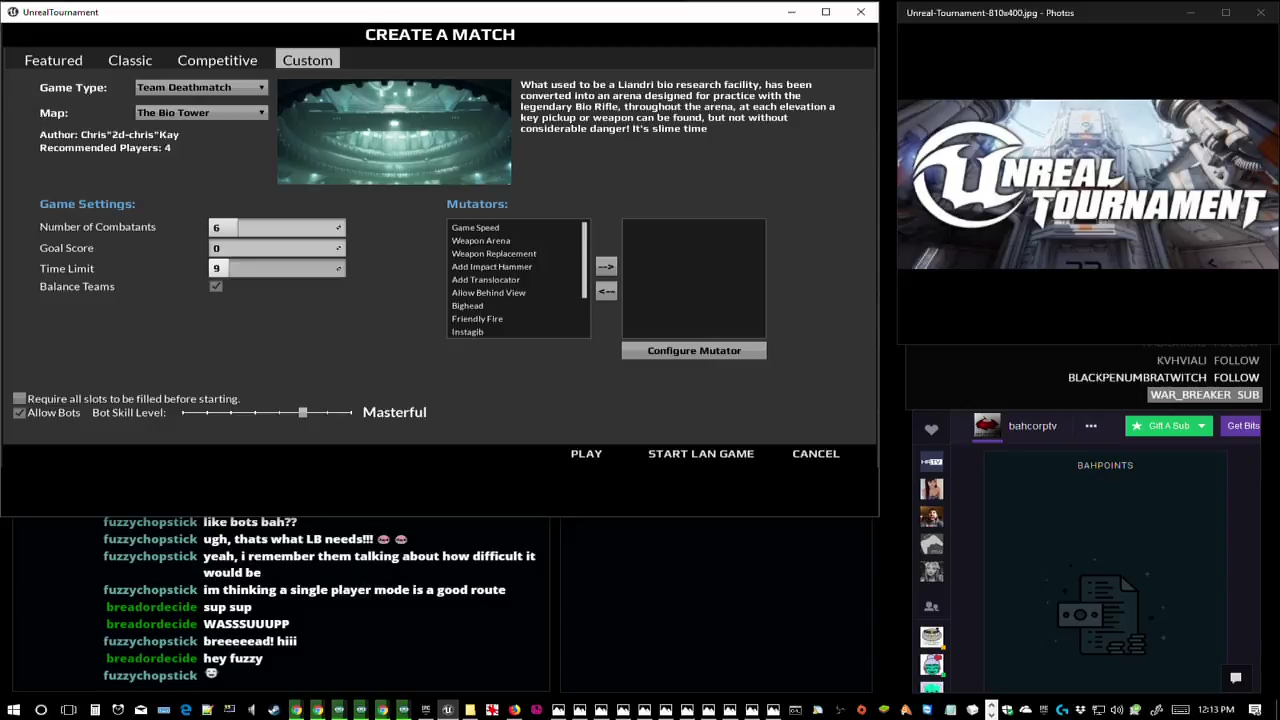 UnrealTournament
CREATE A MATCH
Featured
Classic
Competitive
Custom
Game Type:
Team Deathmatch
Map:
The Bio Tower
Author: Chris"2d-chris"Kay
Recommended Players: 4
What used to be a Liandri bio research facility, has been
converted into an arena designed for practice with the
legendary Bio Rifle, throughout the arena, at each elevation a
key pickup or weapon can be found, but not without
considerable danger! It's slime time
Game Settings:
Number of Combatants
6
Goal Score
0
Time Limit
9
Balance Teams
Mutators:
Game Speed
Weapon Arena
Weapon Replacement
Add Impact Hammer
Add Translocator
Allow Behind View
Bighead
Friendly Fire
Instagib
-->
<--
Configure Mutator
Require all slots to be filled before starting.
Allow Bots
Bot Skill Level:
Masterful
PLAY
START LAN GAME
CANCEL
Unreal-Tournament-810x400.jpg - Photos
UNREAL
TOURNAMENT
KVHVIALI FOLLOW
BLACKPENUMBRATWITCH FOLLOW
WAR_BREAKER SUB
bahcorptv
Gift A Sub
Get Bits
BAHPOINTS
fuzzychopstick like bots bah??
fuzzychopstick ugh, thats what LB needs!!!
fuzzychopstick yeah, i remember them talking about how difficult it
would be
fuzzychopstick im thinking a single player mode is a good route
breadordecide sup sup
breadordecide WASSSUUUPP
fuzzychopstick breeeeead! hiii
breadordecide hey fuzzy
fuzzychopstick
12:13 PM